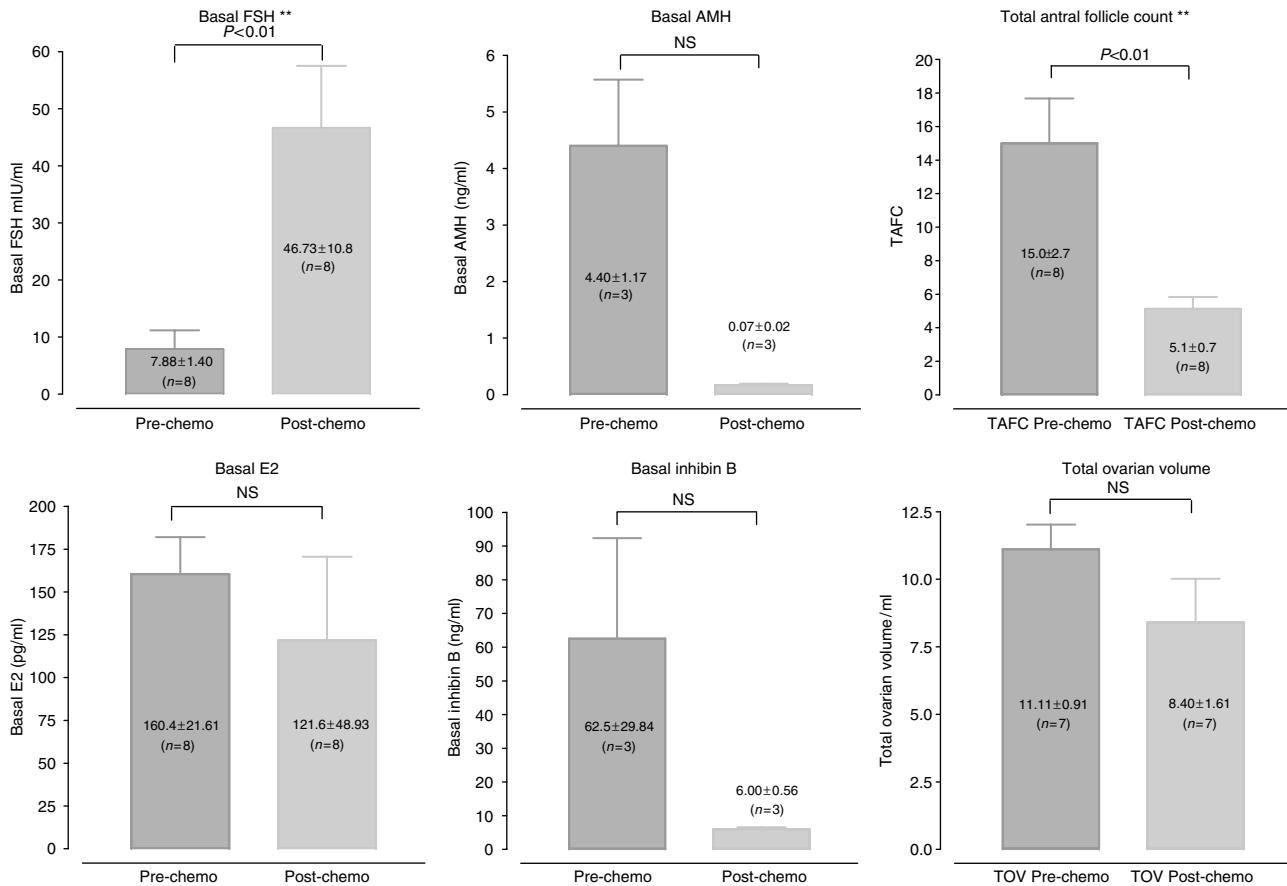 Basal FSH **
P<0.01
60
50
40
30
20
10
0
Basal FSH mIU/ml
7.88±1.40
(n=8)
46.73±10.8
(n=8)
Pre-chemo
Post-chemo
Basal AMH
NS
6
5
4
3
2
1
0
Basal AMH (ng/ml)
4.40±1.17
(n=3)
0.07±0.02
(n=3)
Pre-chemo
Post-chemo
Total antral follicle count **
P<0.01
20
18
16
14
12
10
8
6
4
2
0
TAFC
15.0±2.7
(n=8)
5.1±0.7
(n=8)
TAFC Pre-chemo
TAFC Post-chemo
Basal E2
NS
200
175
150
125
100
75
50
25
0
Basal E2 (pg/ml)
160.4±21.61
(n=8)
121.6±48.93
(n=8)
Pre-chemo
Post-chemo
Basal inhibin B
NS
100
90
80
70
60
50
40
30
20
10
0
Basal inhibin B (ng/ml)
62.5±29.84
(n=3)
6.00±0.56
(n=3)
Pre-chemo
Post-chemo
Total ovarian volume
NS
12.5
10.0
7.5
5.0
2.5
0.0
Total ovarian volume/ml
11.11±0.91
(n=7)
8.40±1.61
(n=7)
TOV Pre-chemo
TOV Post-chemo